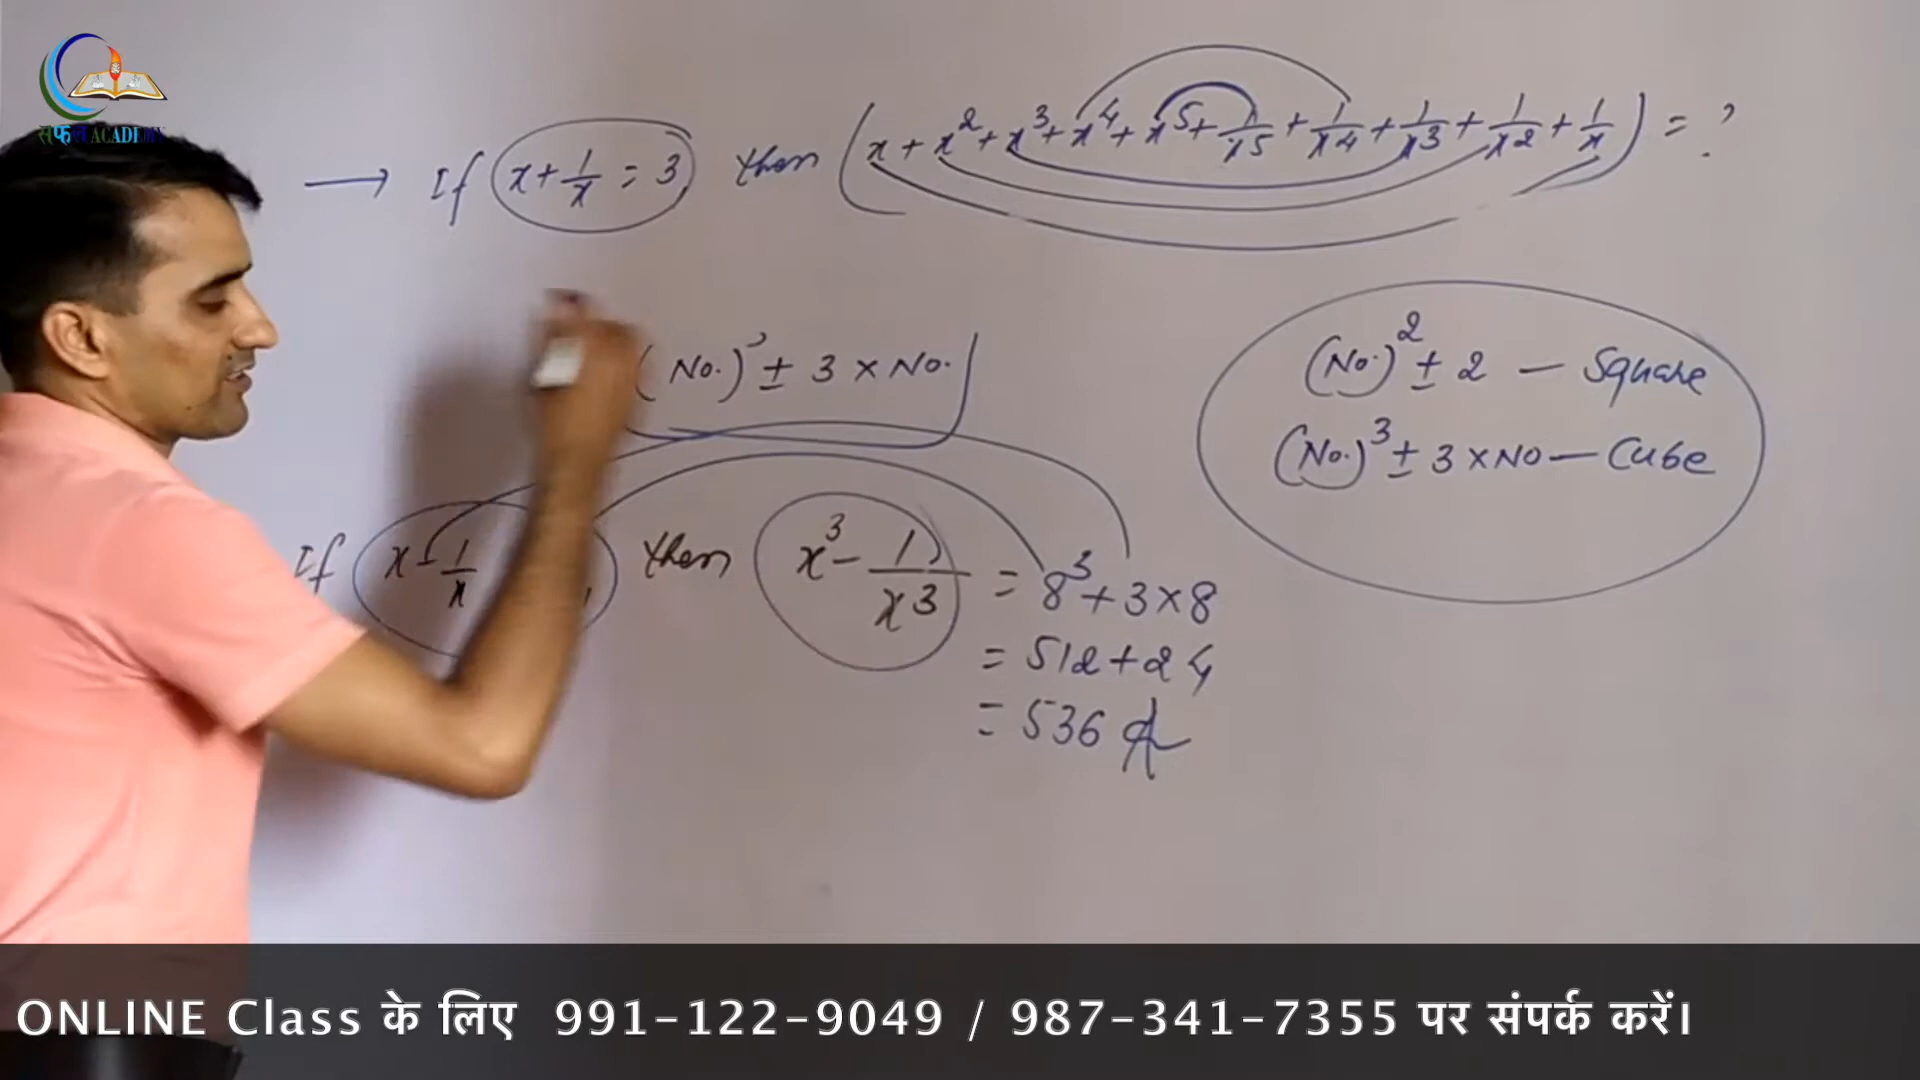 सफल ACADEMY
→ If x + 1/x = 3 then (x + x² + x³ + x⁴ + x⁵ + 1/x⁵ + 1/x⁴ + 1/x³ + 1/x² + 1/x) = ?
(No.)³ ± 3 × No.
(No.)² ± 2 — Square
(No.)³ ± 3 × NO — Cube
If x - 1/x then x³ - 1/x³ = 8³ + 3 × 8
= 512 + 24
= 536
ONLINE Class के लिए 991-122-9049 / 987-341-7355 पर संपर्क करें।